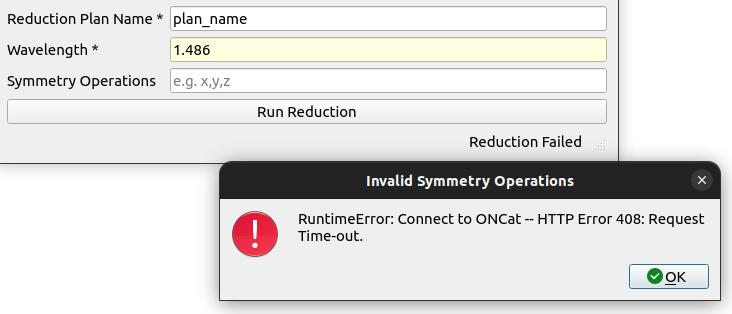 Reduction Plan Name * plan_name
Wavelength * 1.486
Symmetry Operations e.g. x,y,z
Run Reduction
Reduction Failed
Invalid Symmetry Operations
RuntimeError: Connect to ONCat -- HTTP Error 408: Request
Time-out.
OK